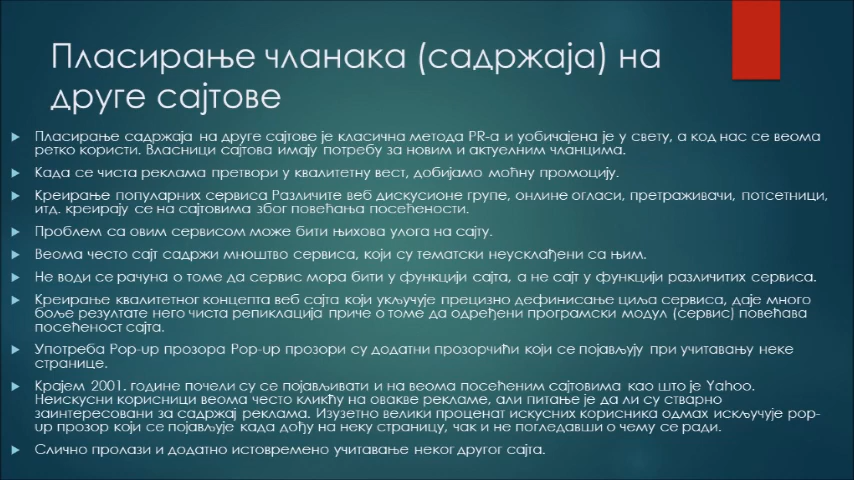 Пласирање чланака (садржаја) на
друге сајтове
Пласирање садржаја на друге сајтове је класична метода PR-а и уобичајена је у свету, а код нас се веома
ретко користи. Власници сајтова имају потребу за новим и актуелним чланцима.
Када се чиста реклама претвори у квалитетну вест, добијамо моћну промоцију.
Креирање популарних сервиса Различите веб дискусионе групе, онлине огласи, претраживачи, потсетници,
итд. креирају се на сајтовима због повећања посећености.
Проблем са овим сервисом може бити њихова улога на сајту.
Веома често сајт садржи мноштво сервиса, који су тематски неусклађени са њим.
Не води се рачуна о томе да сервис мора бити у функцији сајта, а не сајт у функцији различитих сервиса.
Креирање квалитетног концепта веб сајта који укључује прецизно дефинисање циља сервиса, даје много
боље резултате него чиста репликација приче о томе да одређени програмски модул (сервис) повећава
посећеност сајта.
Употреба Pop-up прозора Pop-up прозори су додатни прозорчићи који се појављују при учитавању неке
странице.
Крајем 2001. године почели су се појављивати и на веома посећеним сајтовима као што је Yahoo.
Неискусни корисници веома често кликћу на овакве рекламе, али питање је да ли су стварно
заинтересовани за садржај реклама. Изузетно велики проценат искусних корисника одмах искључује pop-
up прозор који се појављује када дођу на неку страницу, чак и не погледавши о чему се ради.
Слично пролази и додатно истовремено учитавање неког другог сајта.